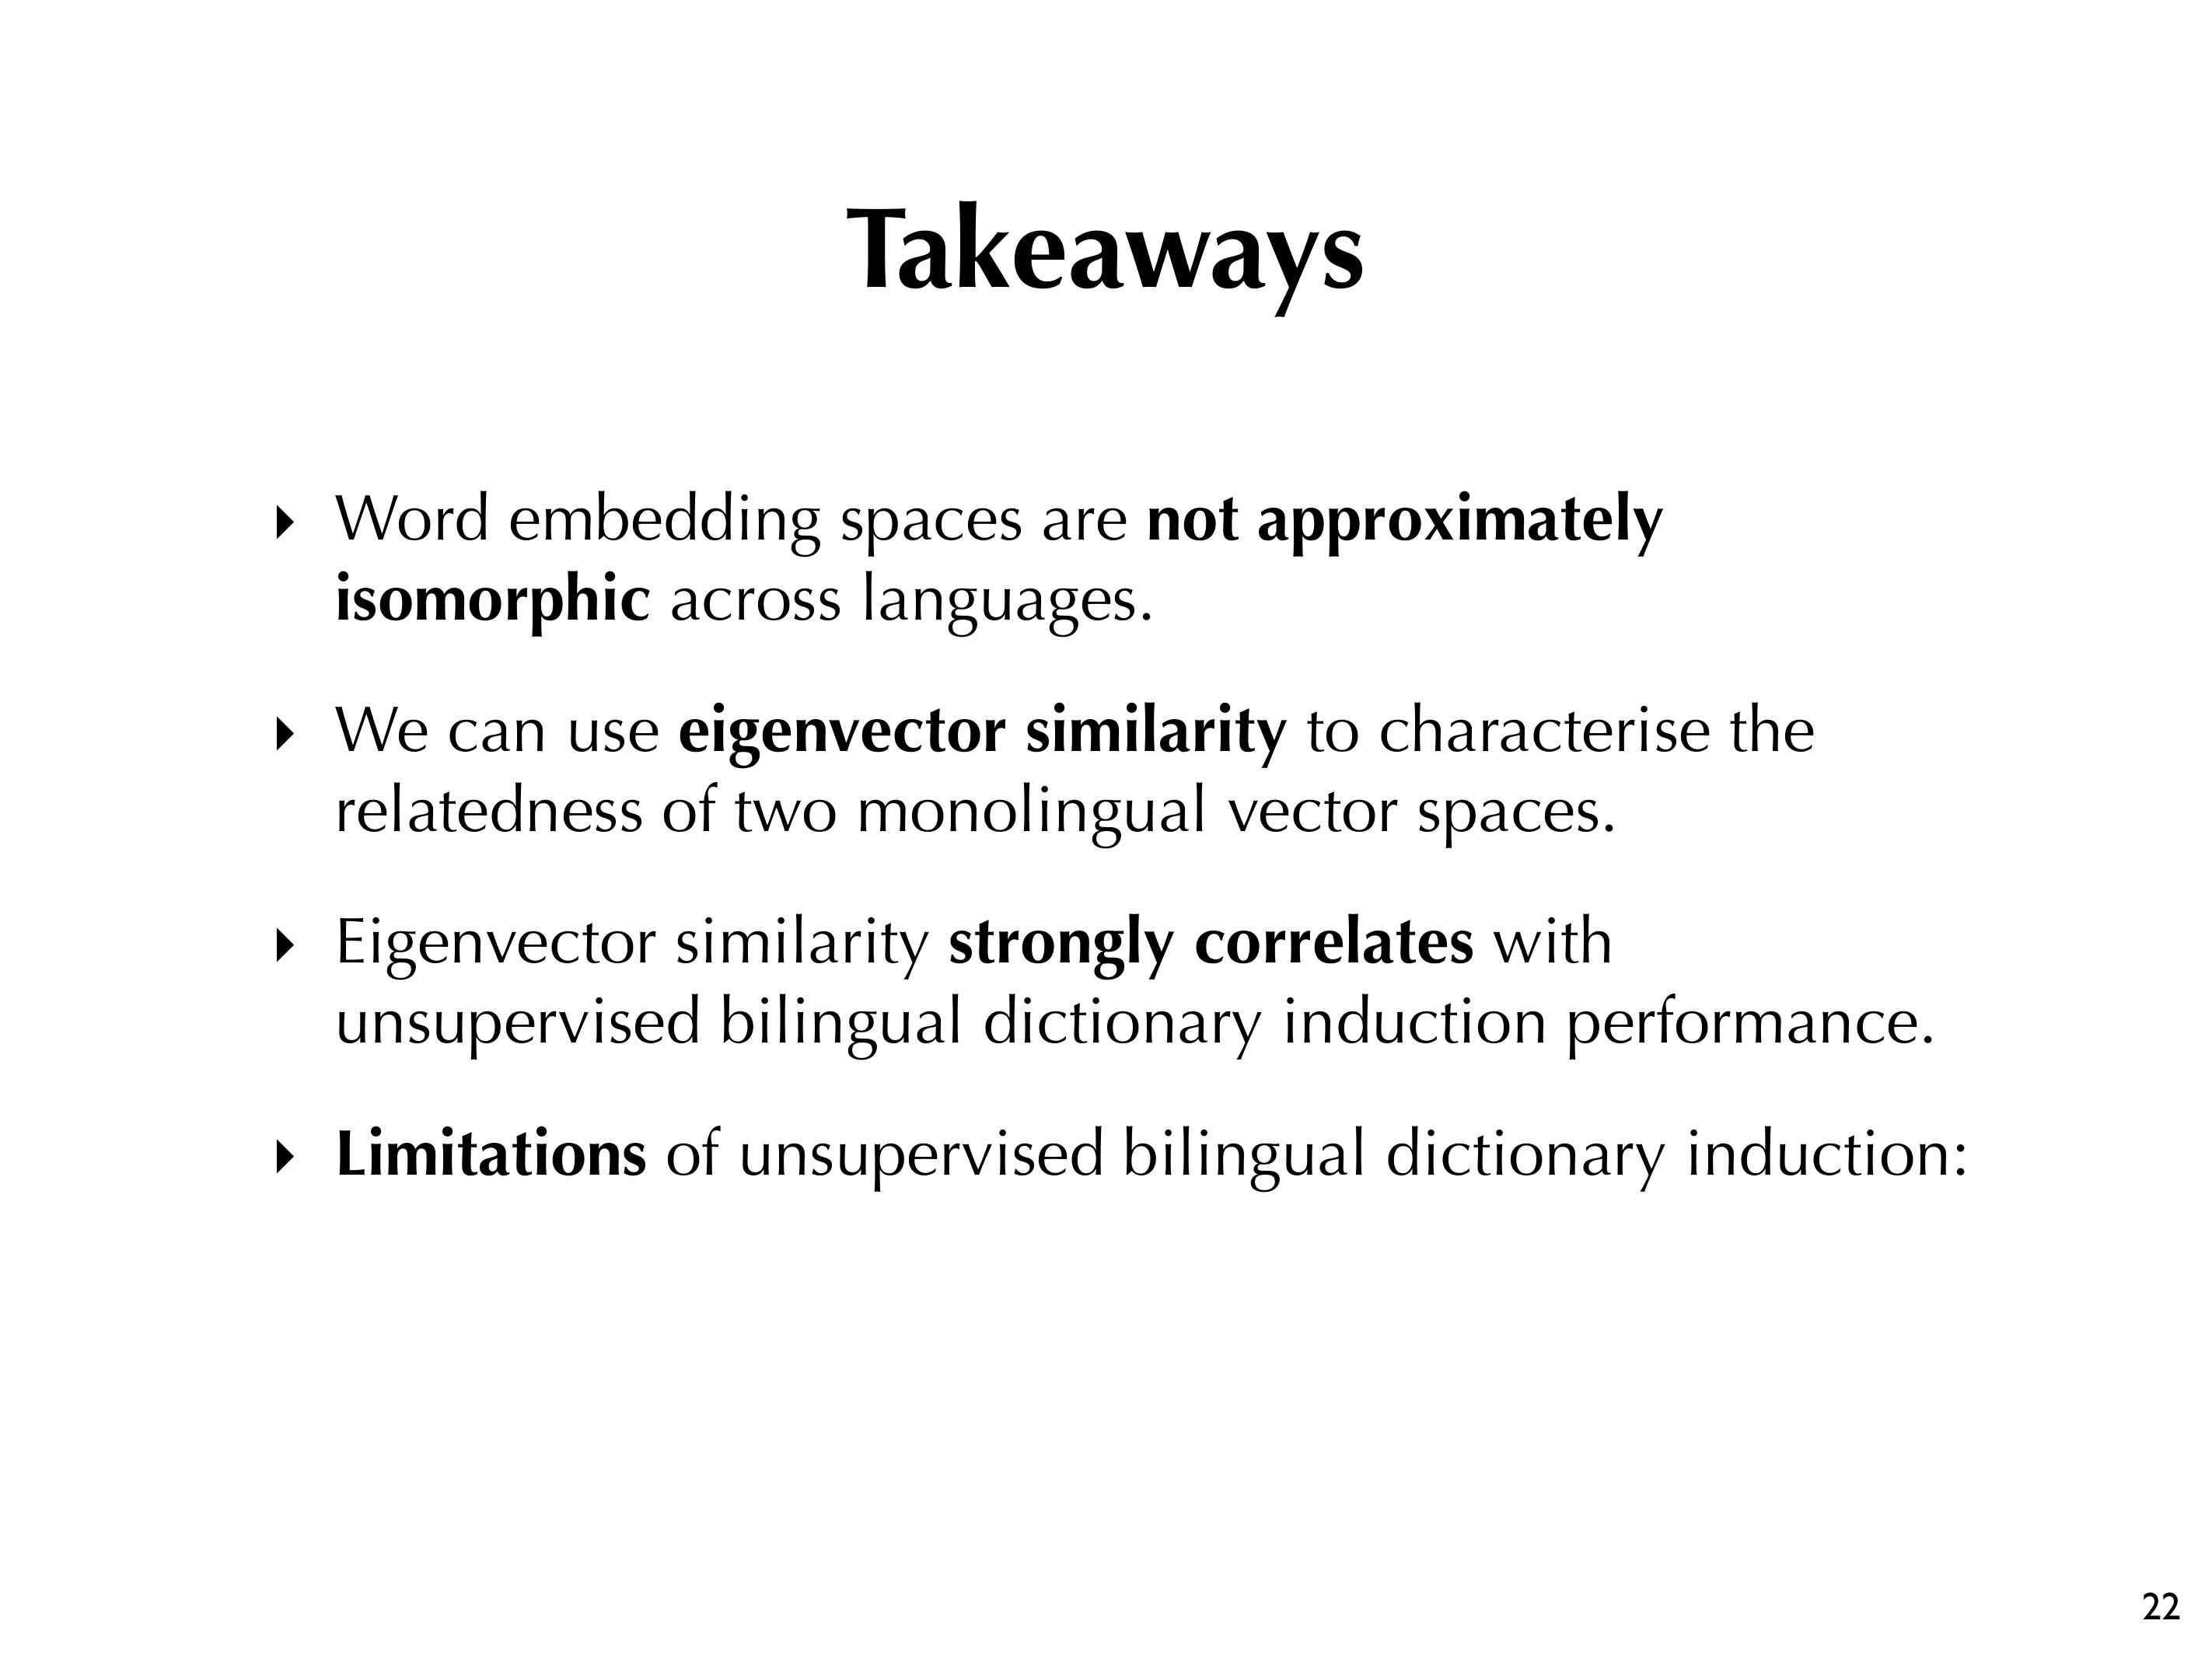 Takeaways
‣ Word embedding spaces are not approximately
isomorphic across languages.
‣ We can use eigenvector similarity to characterise the
relatedness of two monolingual vector spaces.
‣ Eigenvector similarity strongly correlates with
unsupervised bilingual dictionary induction performance.
‣ Limitations of unsupervised bilingual dictionary induction:
22